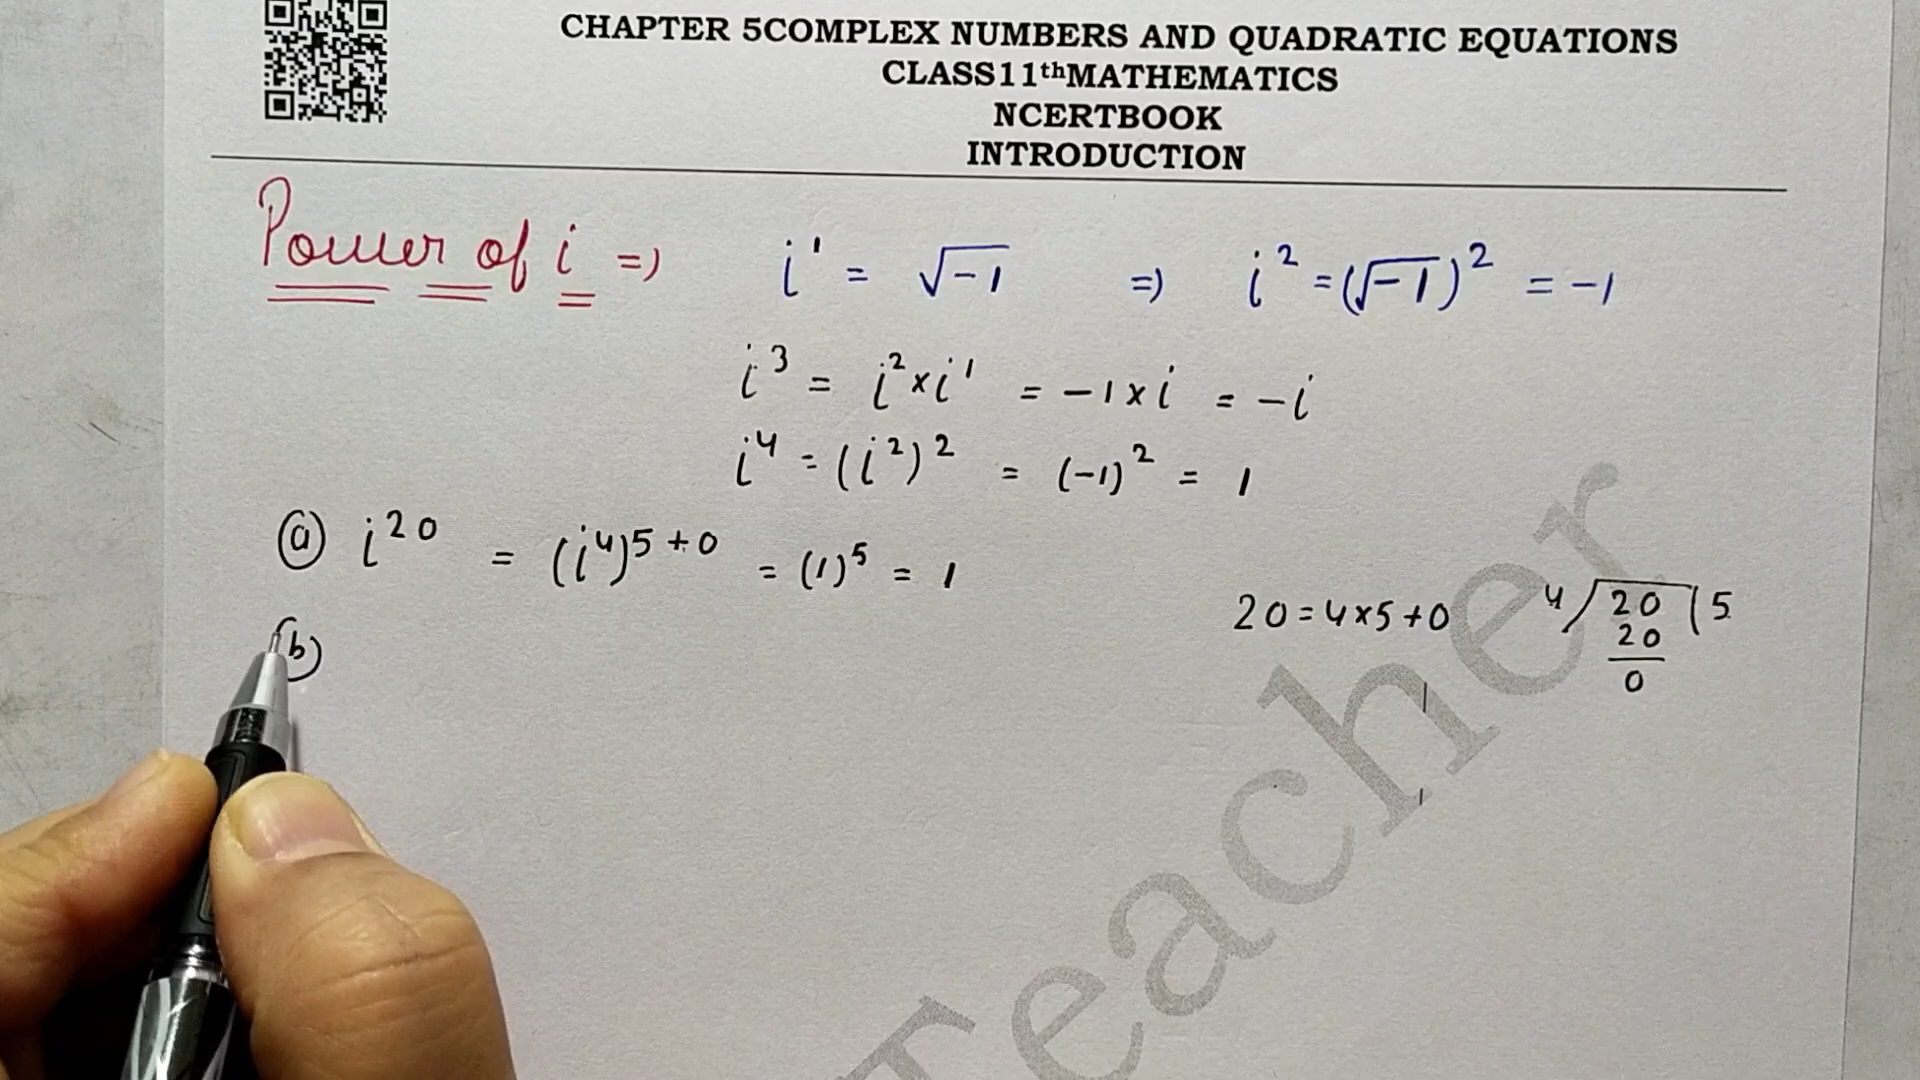 CHAPTER 5COMPLEX NUMBERS AND QUADRATIC EQUATIONS
CLASS11thMATHEMATICS
NCERTBOOK
INTRODUCTION
Power of i => i¹ = √-1 => i² = (√-1)² = -1
i³ = i² × i¹ = -1 × i = -i
i⁴ = (i²)² = (-1)² = 1
(a) i²⁰ = (i⁴)⁵⁺⁰ = (1)⁵ = 1
20 = 4×5+0 4)20(5
20
0
(b)
Teacher